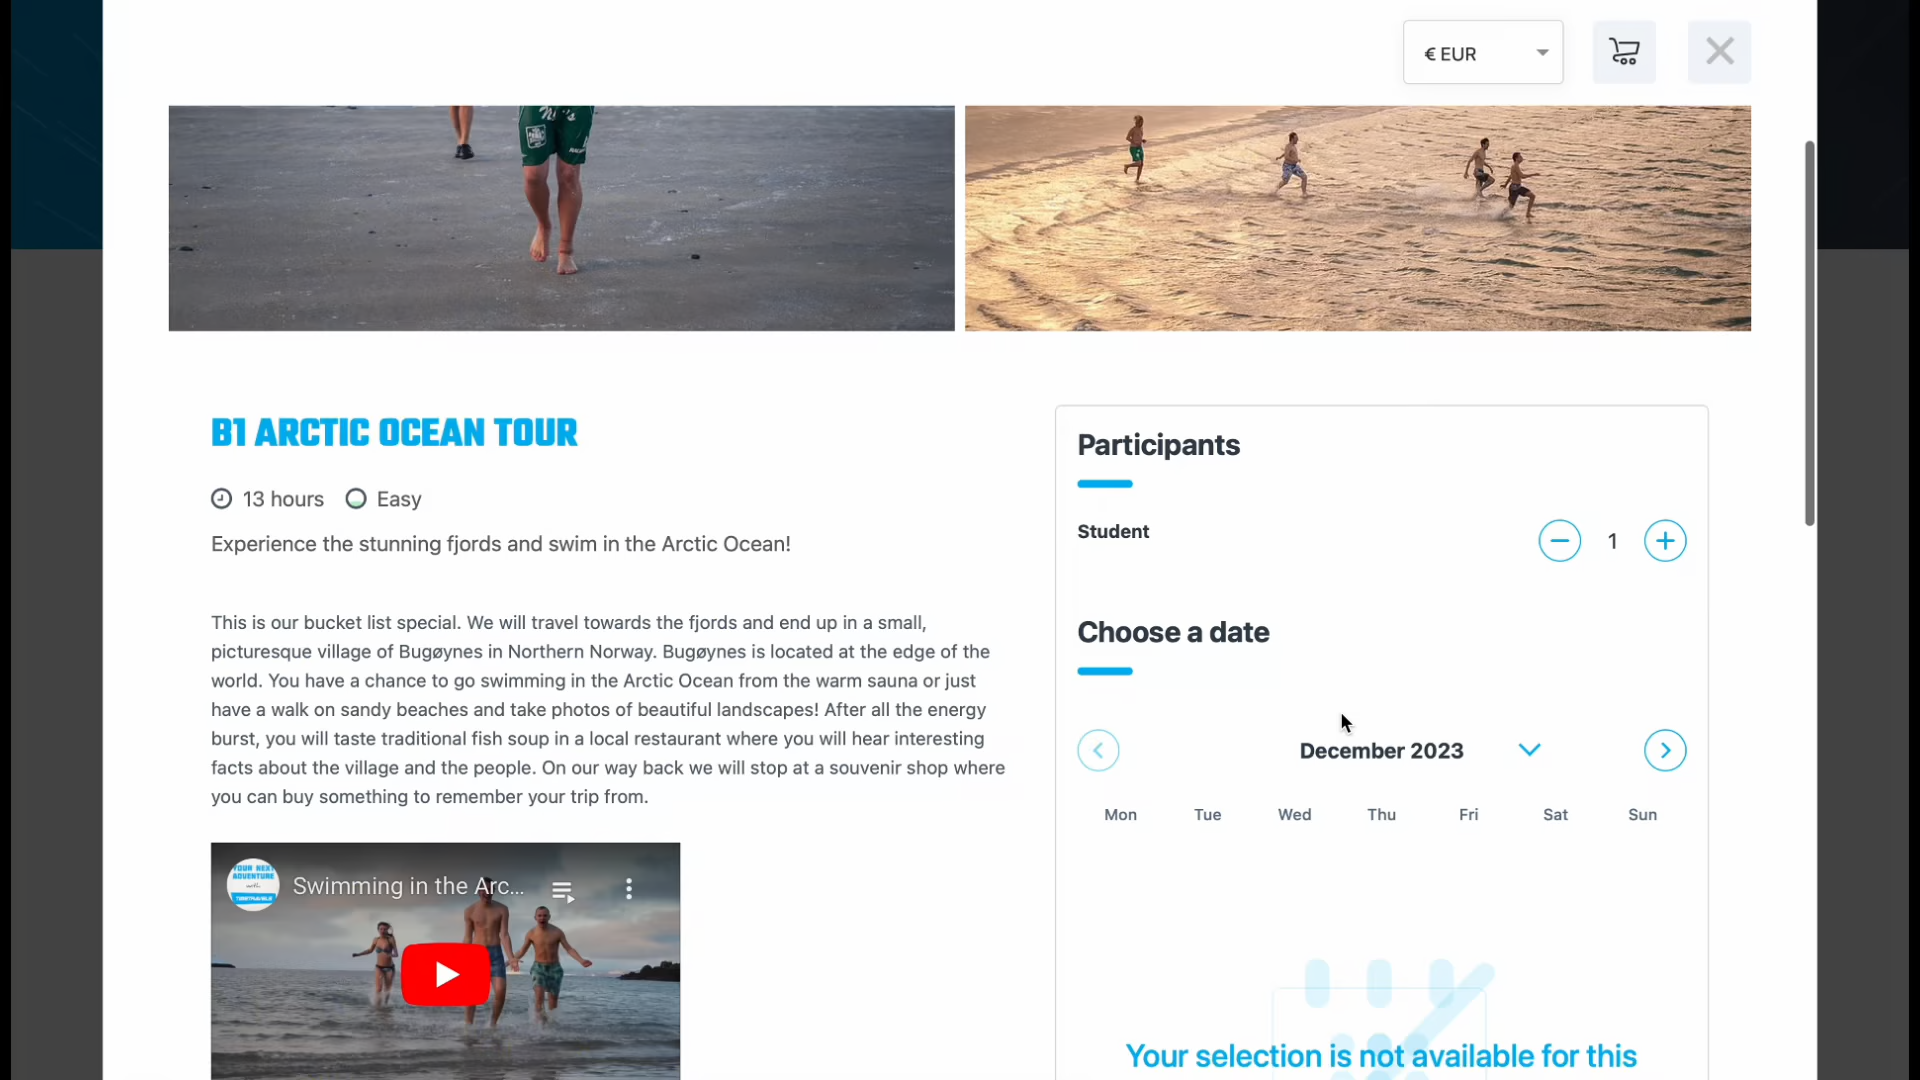 € EUR
B1 ARCTIC OCEAN TOUR
13 hours Easy
Experience the stunning fjords and swim in the Arctic Ocean!
This is our bucket list special. We will travel towards the fjords and end up in a small,
picturesque village of Bugøynes in Northern Norway. Bugøynes is located at the edge of the
world. You have a chance to go swimming in the Arctic Ocean from the warm sauna or just
have a walk on sandy beaches and take photos of beautiful landscapes! After all the energy
burst, you will taste traditional fish soup in a local restaurant where you will hear interesting
facts about the village and the people. On our way back we will stop at a souvenir shop where
you can buy something to remember your trip from.
YOUR NEXT
ADVENTURE
Swimming in the Arc...
Participants
Student
1
Choose a date
December 2023
Mon Tue Wed Thu Fri Sat Sun
Your selection is not available for this